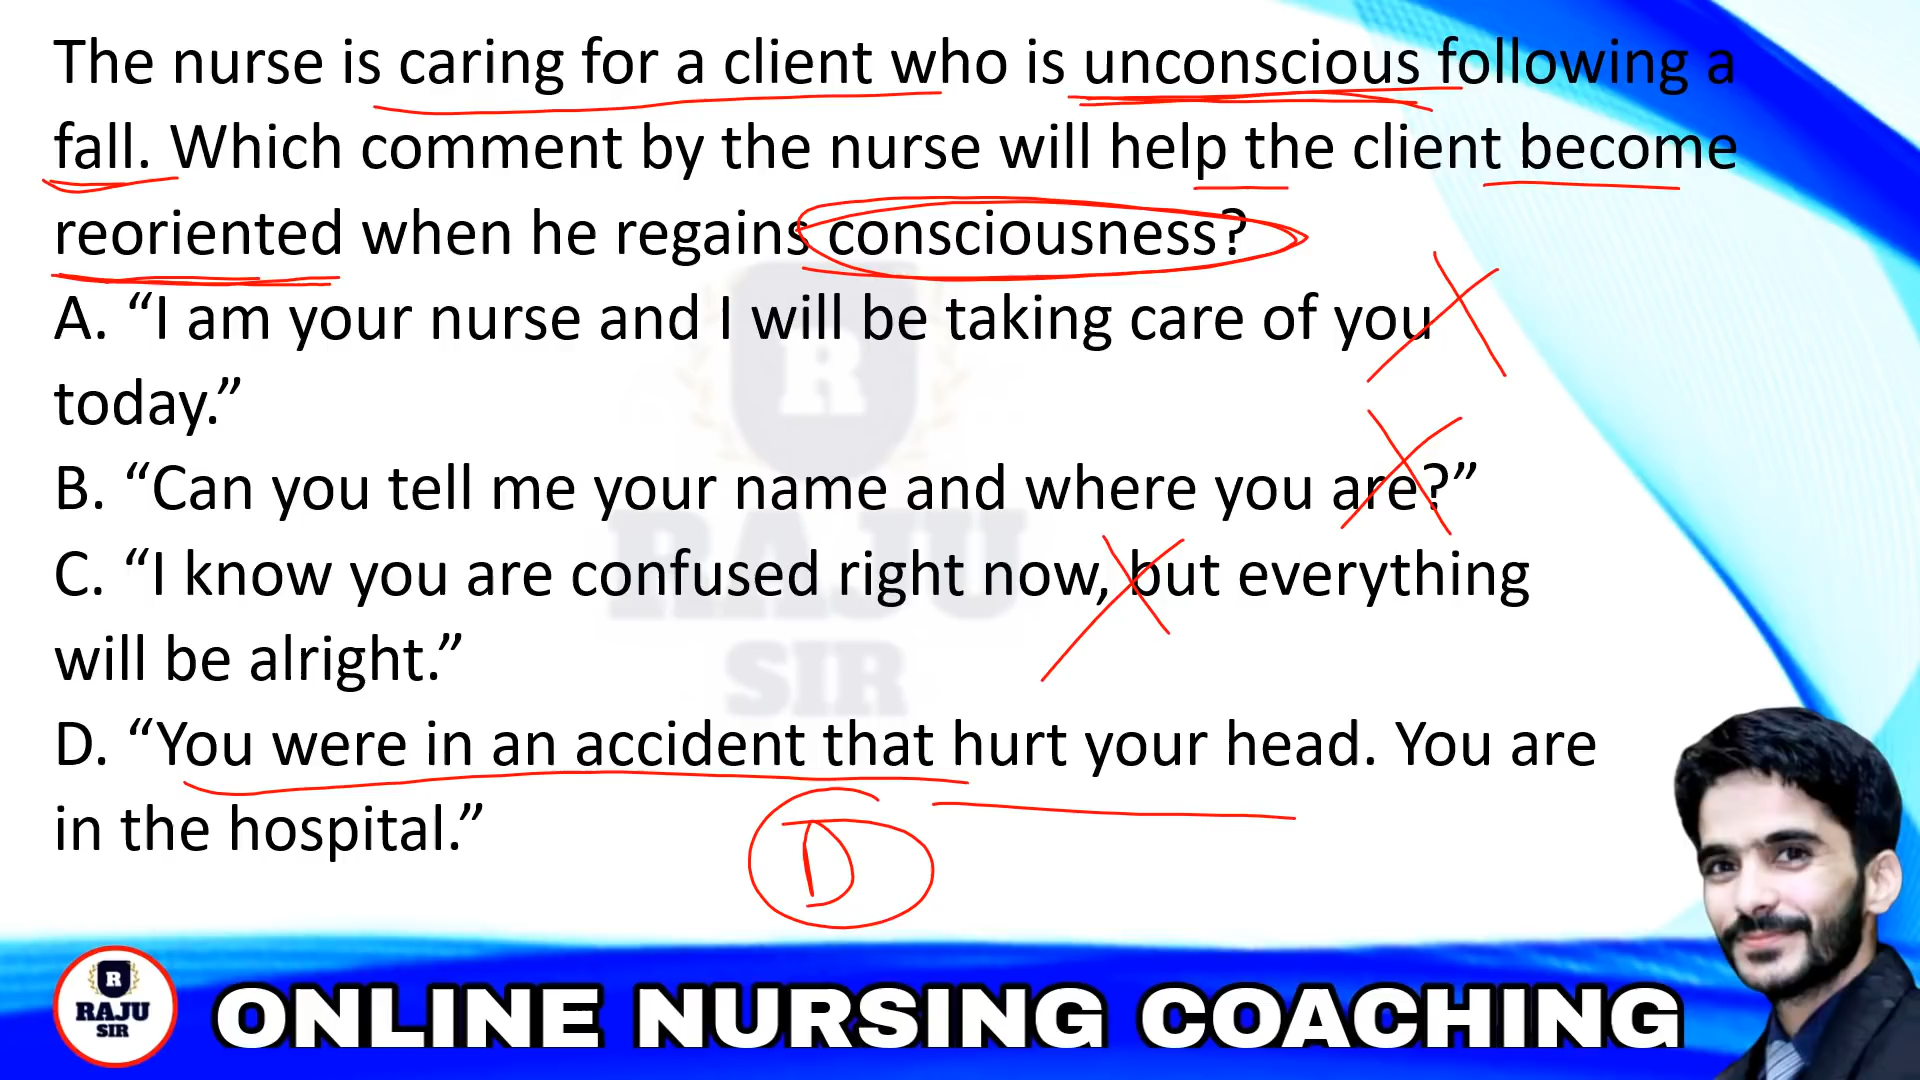 The nurse is caring for a client who is unconscious following a
fall. Which comment by the nurse will help the client become
reoriented when he regains consciousness?
A. “I am your nurse and I will be taking care of you
today.”
B. “Can you tell me your name and where you are?”
C. “I know you are confused right now, but everything
will be alright.”
D. “You were in an accident that hurt your head. You are
in the hospital.”
D
R
RAJU
SIR
R
RAJU
SIR
ONLINE NURSING COACHING